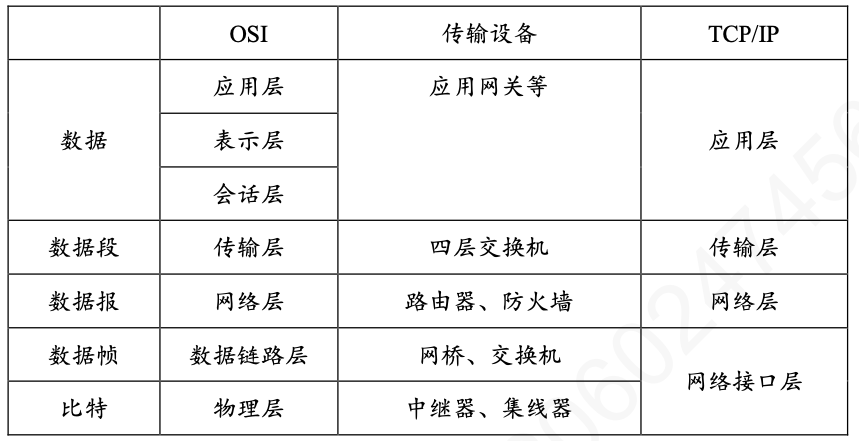 OSI 传输设备 TCP/IP
数据 应用层 应用网关等 应用层
表示层
会话层
数据段 传输层 四层交换机 传输层
数据报 网络层 路由器、防火墙 网络层
数据帧 数据链路层 网桥、交换机 网络接口层
比特 物理层 中继器、集线器